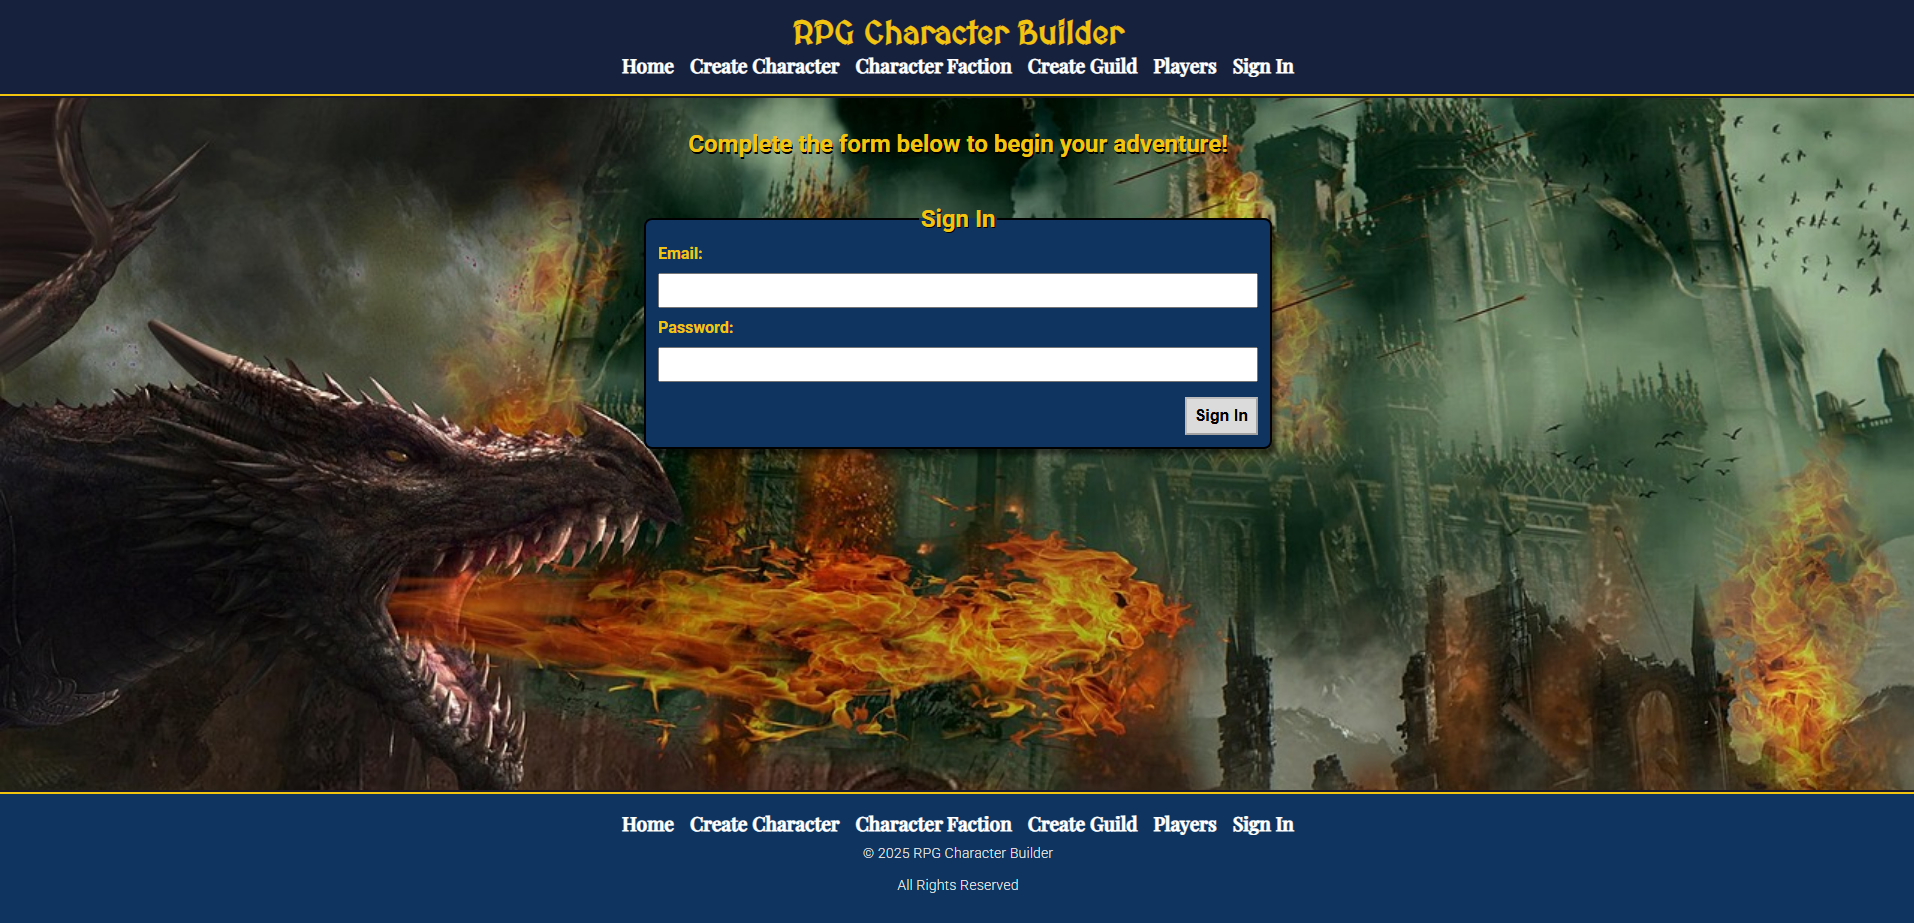 RPG Character Builder
Home Create Character Character Faction Create Guild Players Sign In
Complete the form below to begin your adventure!
Sign In
Email:
Password:
Sign In
Home Create Character Character Faction Create Guild Players Sign In
© 2025 RPG Character Builder
All Rights Reserved